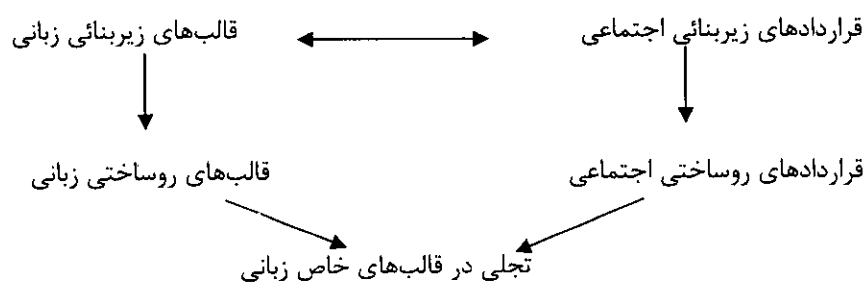 قراردادهای زیربنائی اجتماعی
قالب‌های زیربنائی زبانی
قراردادهای روساختی اجتماعی
قالب‌های روساختی زبانی
تجلی در قالب‌های خاص زبانی